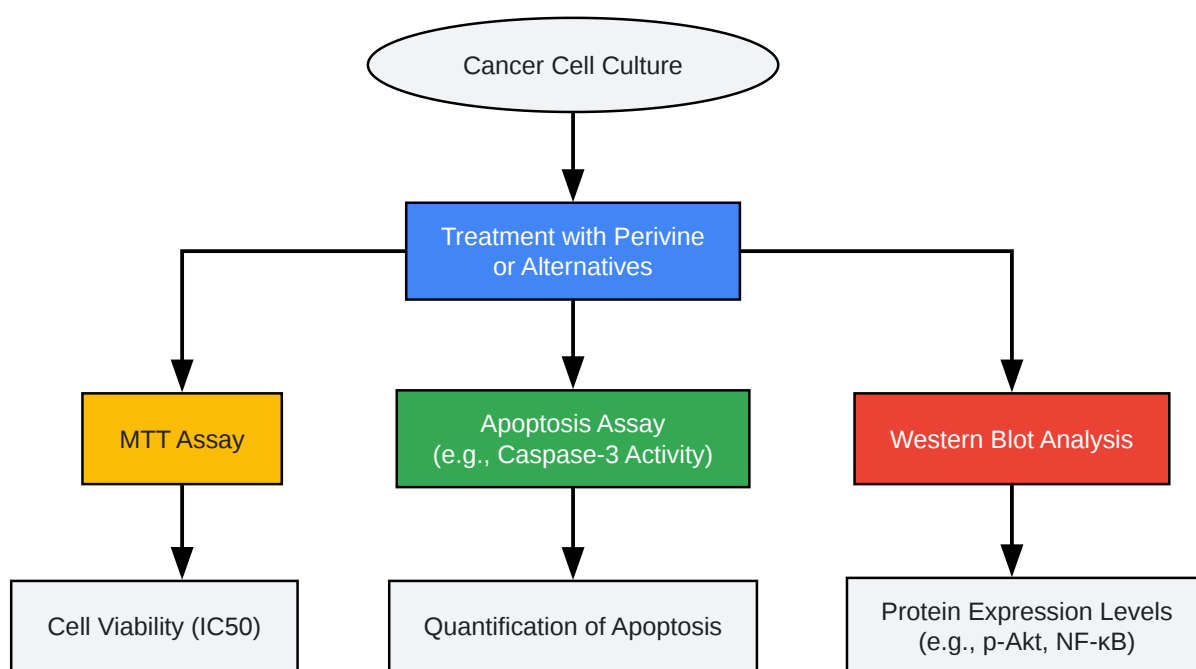 Cancer Cell Culture
Treatment with Perivine
or Alternatives
MTT Assay
Apoptosis Assay
(e.g., Caspase-3 Activity)
Western Blot Analysis
Cell Viability (IC50)
Quantification of Apoptosis
Protein Expression Levels
(e.g., p-Akt, NF-κB)